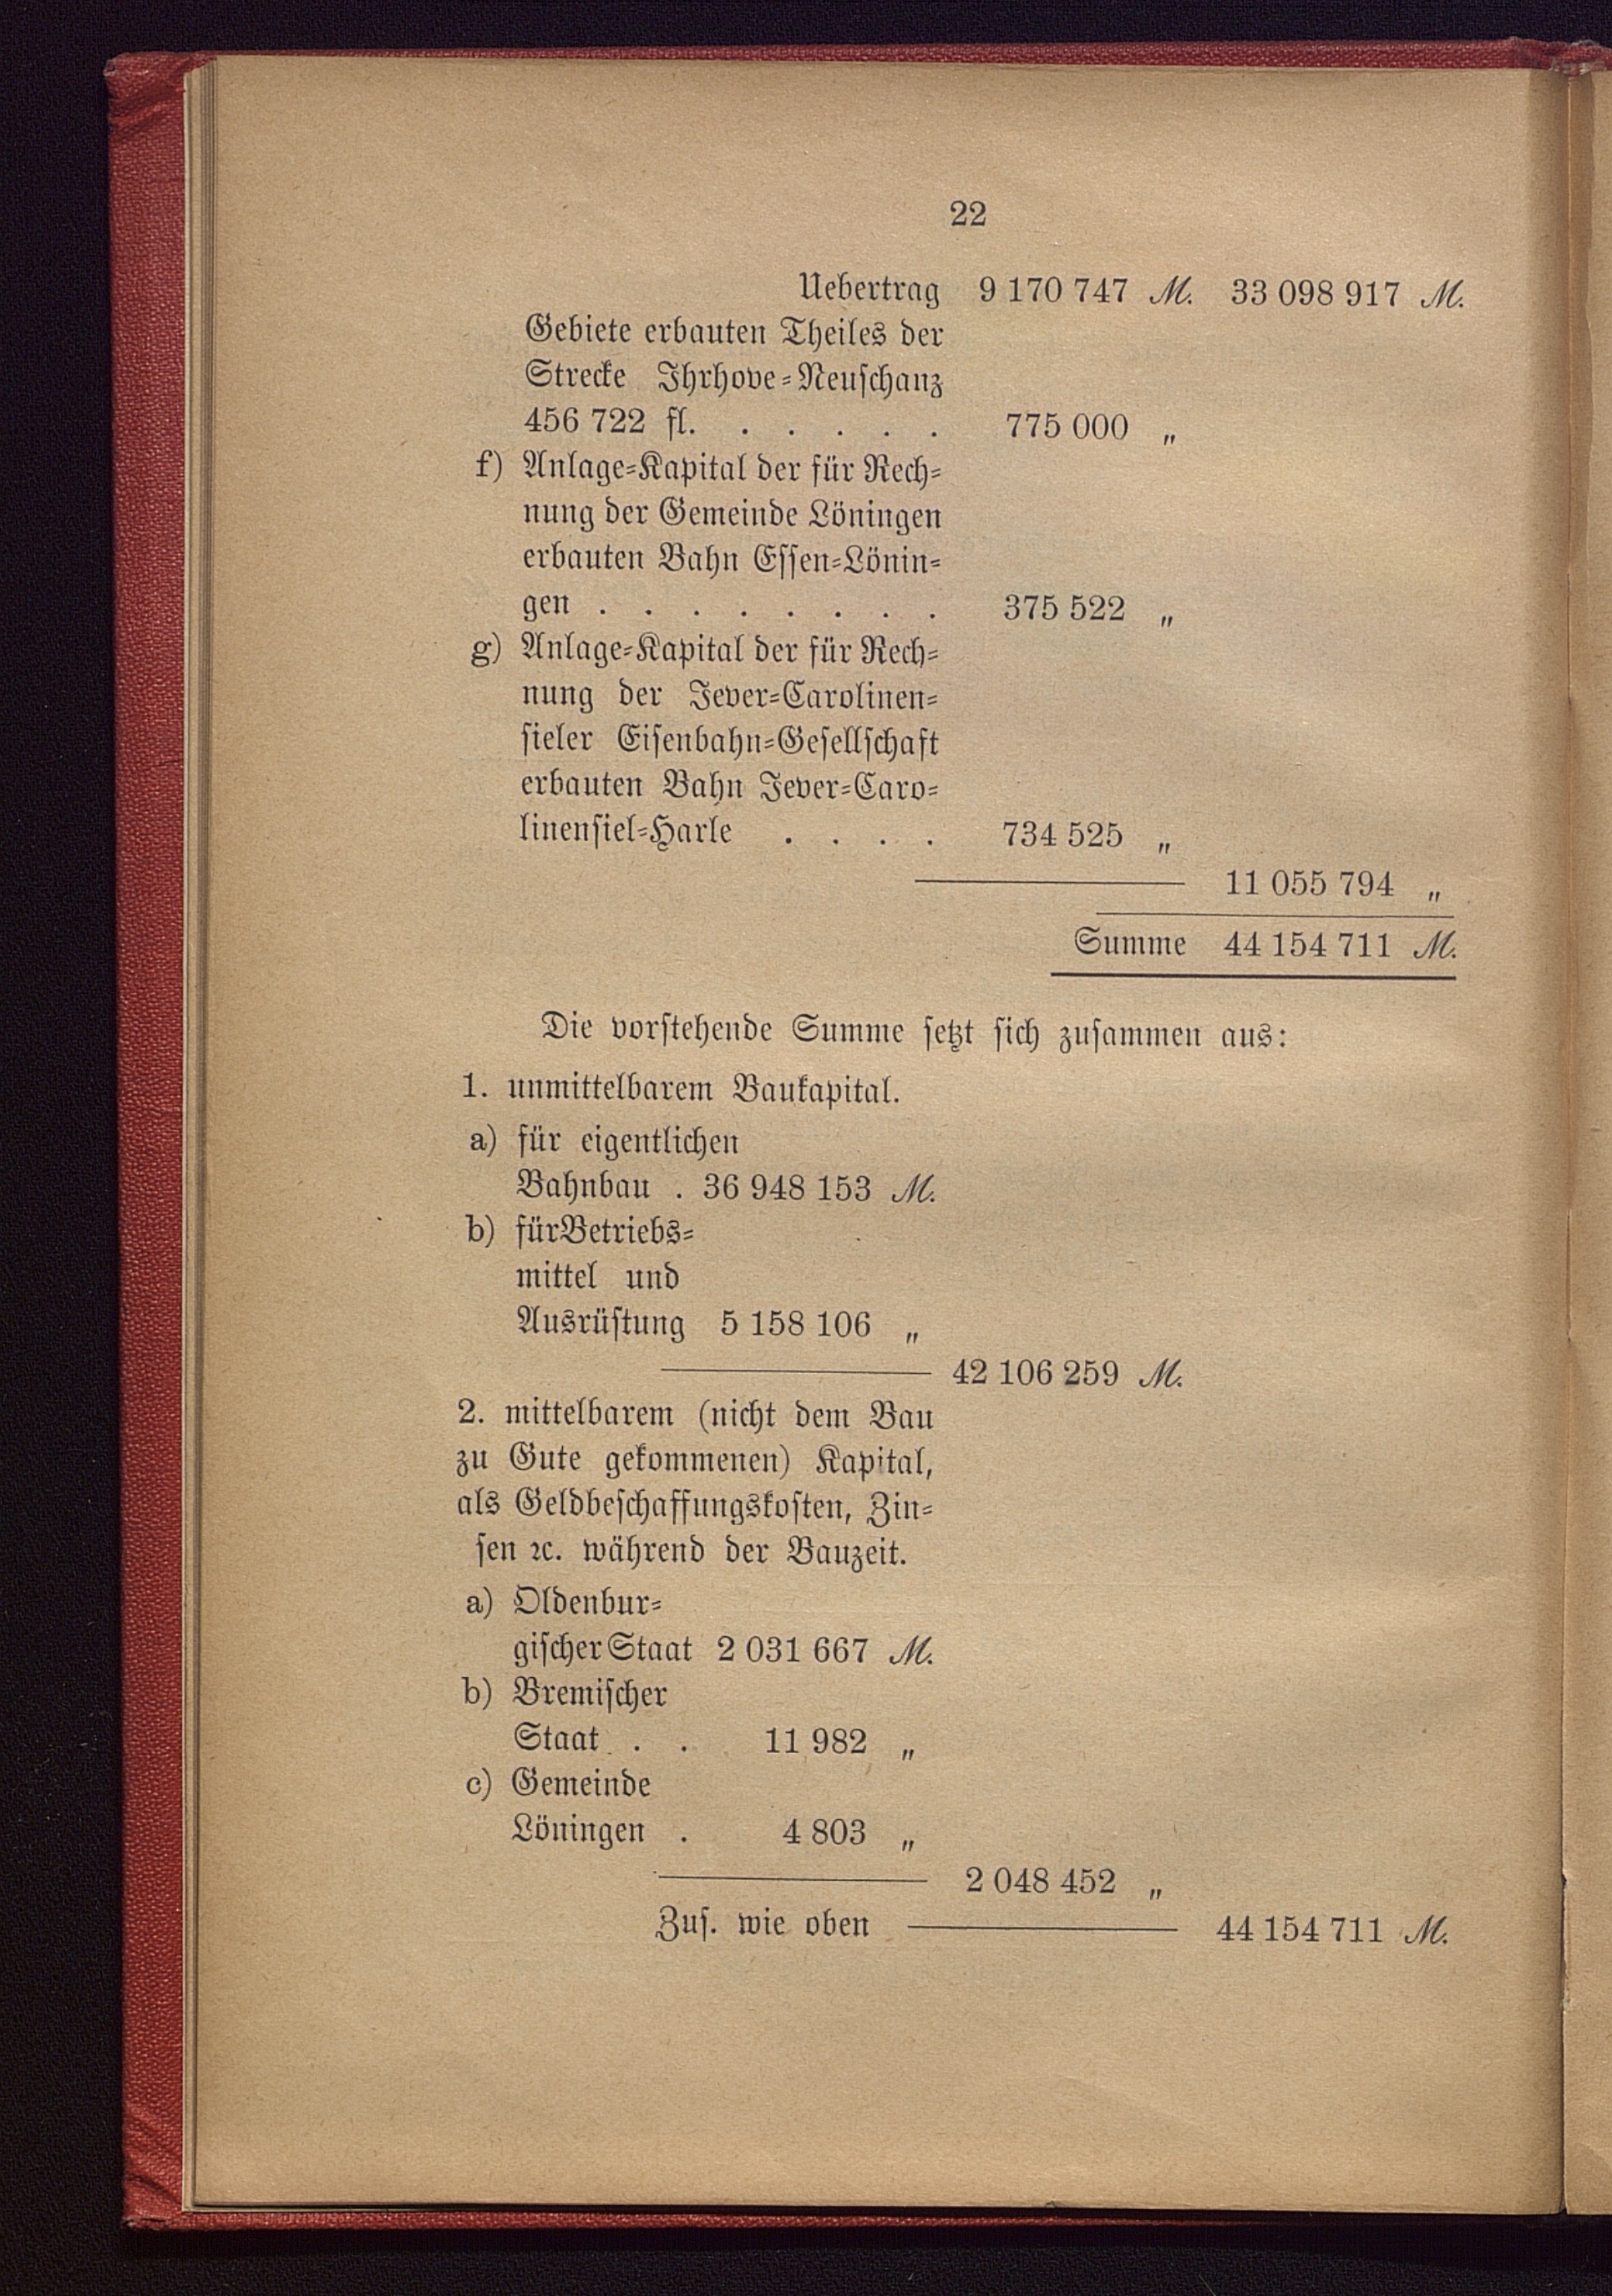 22
Uebertrag 9 170 747 M. 33 098 917 M.
Gebiete erbauten Theiles der
Strecke Ihrhove-Neuschanz
456 722 fl. . . . . . 775 000 „
f) Anlage-Kapital der für Rech-
nung der Gemeinde Löningen
erbauten Bahn Essen-Lönin-
gen . . . . . . . . 375 522 „
g) Anlage-Kapital der für Rech-
nung der Jever-Carolinen-
sieler Eisenbahn-Gesellschaft
erbauten Bahn Jever-Caro-
linensiel-Harle . . . . 734 525 „
11 055 794 „
Summe 44 154 711 M.
Die vorstehende Summe setzt sich zusammen aus:
1. unmittelbarem Baukapital.
a) für eigentlichen
Bahnbau . 36 948 153 M.
b) für Betriebs-
mittel und
Ausrüstung 5 158 106 „
42 106 259 M.
2. mittelbarem (nicht dem Bau
zu Gute gekommenen) Kapital,
als Geldbeschaffungskosten, Zin-
sen ꝛc. während der Bauzeit.
a) Oldenbur-
gischer Staat 2 031 667 M.
b) Bremischer
Staat . . 11 982 „
c) Gemeinde
Löningen . 4 803 „
2 048 452 „
Zus. wie oben 44 154 711 M.